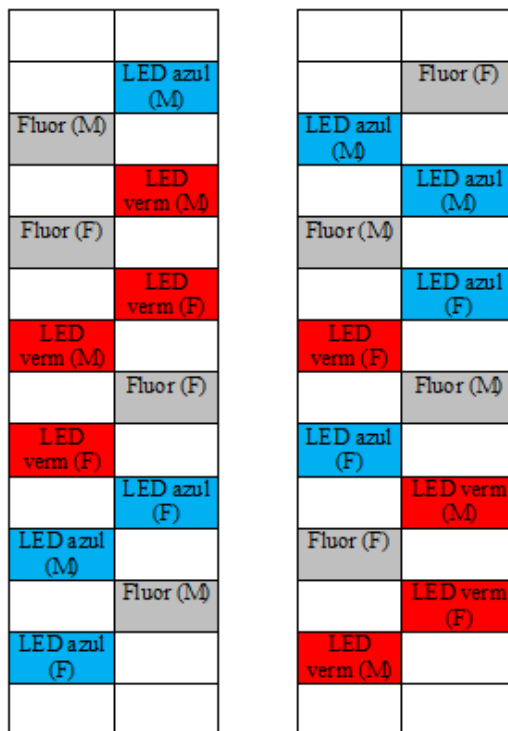 LED azul
(M)
Fluor (M)
LED
verm (M)
Fluor (F)
LED
verm (F)
LED
verm (M)
Fluor (F)
LED
verm (F)
LED azul
(F)
LED azul
(M)
Fluor (M)
LED azul
(F)
Fluor (F)
LED azul
(M)
LED azul
(M)
Fluor (M)
LED azul
(F)
LED
verm (F)
Fluor (M)
LED azul
(F)
LED verm
(M)
Fluor (F)
LED verm
(F)
LED
verm (M)